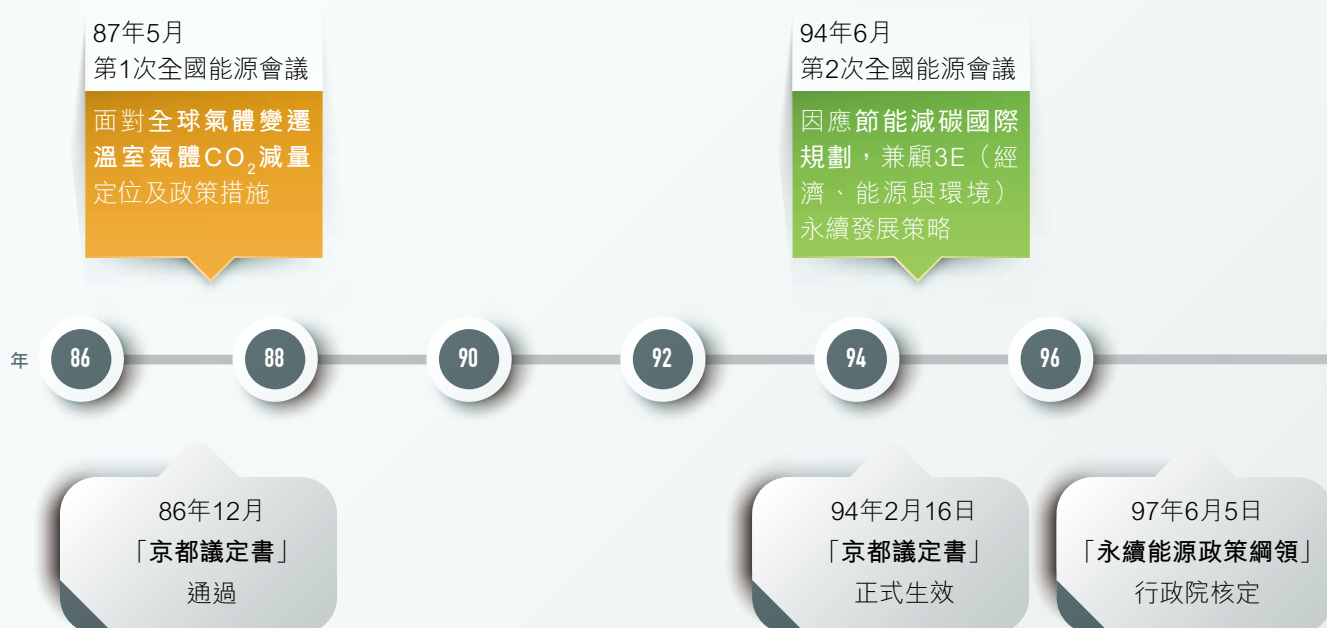 87年5月
第1次全國能源會議
面對全球氣體變遷
溫室氣體CO₂減量
定位及政策措施
94年6月
第2次全國能源會議
因應節能減碳國際
規劃，兼顧3E（經
濟、能源與環境）
永續發展策略
年 86 88 90 92 94 96
86年12月
「京都議定書」
通過
94年2月16日
「京都議定書」
正式生效
97年6月5日
「永續能源政策綱領」
行政院核定